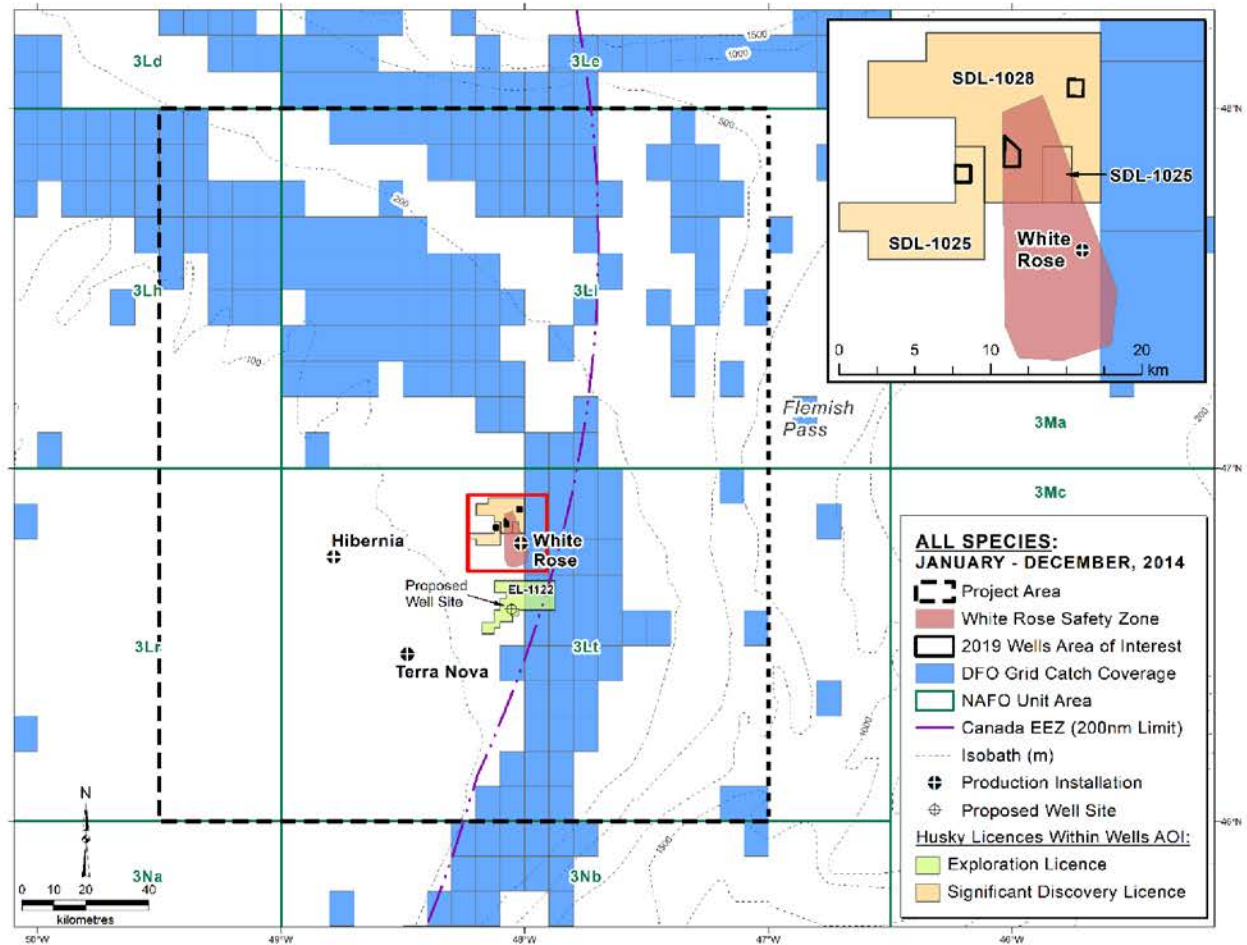 3Ld
3Le
1500
1000
500
48°N
200
3Lh
3Li
100
Flemish
Pass
3Ma
200
47°N
3Mc
Hibernia
White
Rose
Proposed
Well Site
EL-1122
3Lr
3Lt
Terra Nova
1000
46°N
1500
3Na
3Nb
N
0 10 20 40
kilometres
50°W
49°W
48°W
47°W
SDL-1028
SDL-1025
SDL-1025
White
Rose
0 5 10 20
km
ALL SPECIES:
JANUARY - DECEMBER, 2014
Project Area
White Rose Safety Zone
2019 Wells Area of Interest
DFO Grid Catch Coverage
NAFO Unit Area
Canada EEZ (200nm Limit)
Isobath (m)
Production Installation
Proposed Well Site
Husky Licences Within Wells AOI:
Exploration Licence
Significant Discovery Licence